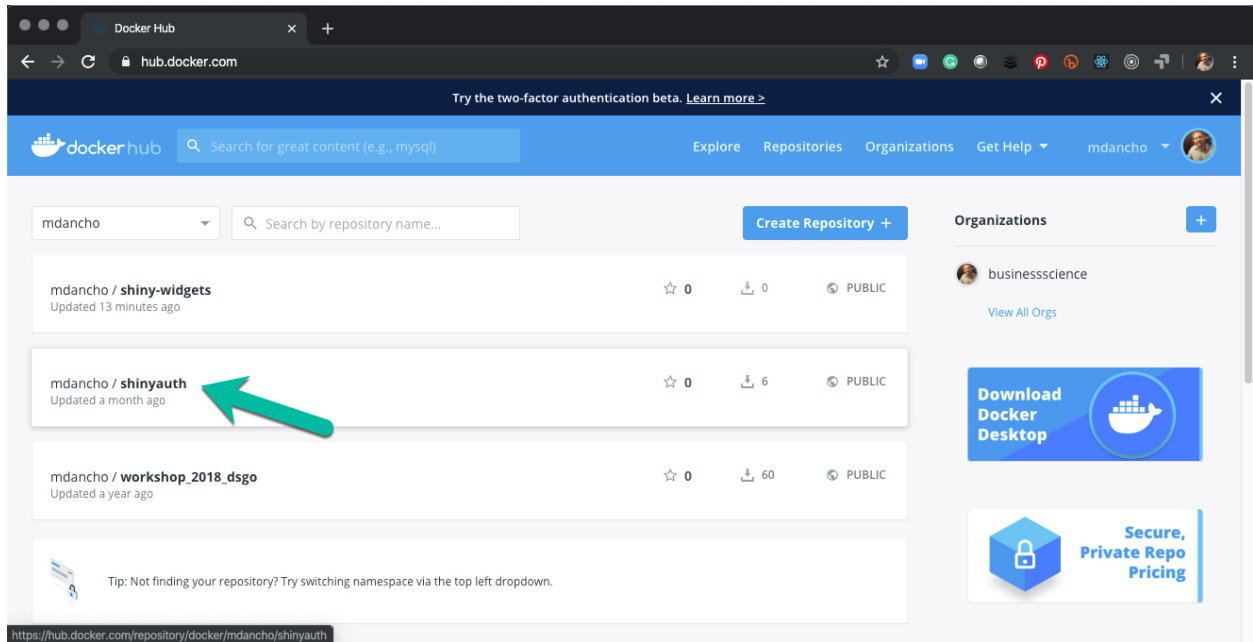 Docker Hub
hub.docker.com
Try the two-factor authentication beta. Learn more >
dockerhub
Search for great content (e.g., mysql)
Explore
Repositories
Organizations
Get Help
mdancho
mdancho
Search by repository name...
Create Repository +
Organizations
mdancho / shiny-widgets
Updated 13 minutes ago
0
0
PUBLIC
businessscience
View All Orgs
mdancho / shinyauth
Updated a month ago
0
6
PUBLIC
Download
Docker
Desktop
mdancho / workshop_2018_dsgo
Updated a year ago
0
60
PUBLIC
Secure,
Private Repo
Pricing
Tip: Not finding your repository? Try switching namespace via the top left dropdown.
https://hub.docker.com/repository/docker/mdancho/shinyauth